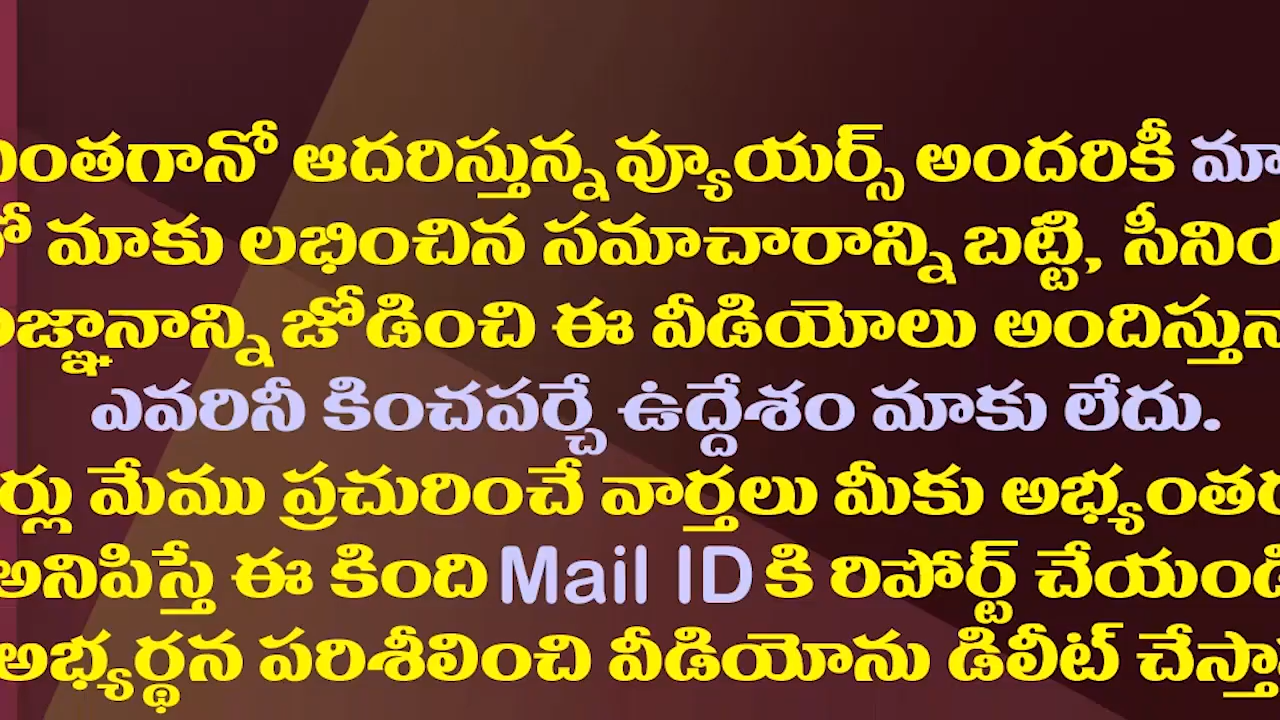 ఎంతగానో ఆదరిస్తున్న వ్యూయర్స్ అందరికీ మా
మాకు లభించిన సమాచారాన్ని బట్టి, సీనియ
జ్ఞానాన్ని జోడించి ఈ వీడియోలు అందిస్తున్నా
ఎవరినీ కించపర్చే ఉద్దేశం మాకు లేదు.
ర్లు మేము ప్రచురించే వార్తలు మీకు అభ్యంతర
అనిపిస్తే ఈ కింది Mail ID కి రిపోర్ట్ చేయండి
అభ్యర్థన పరిశీలించి వీడియోను డిలీట్ చేస్తా